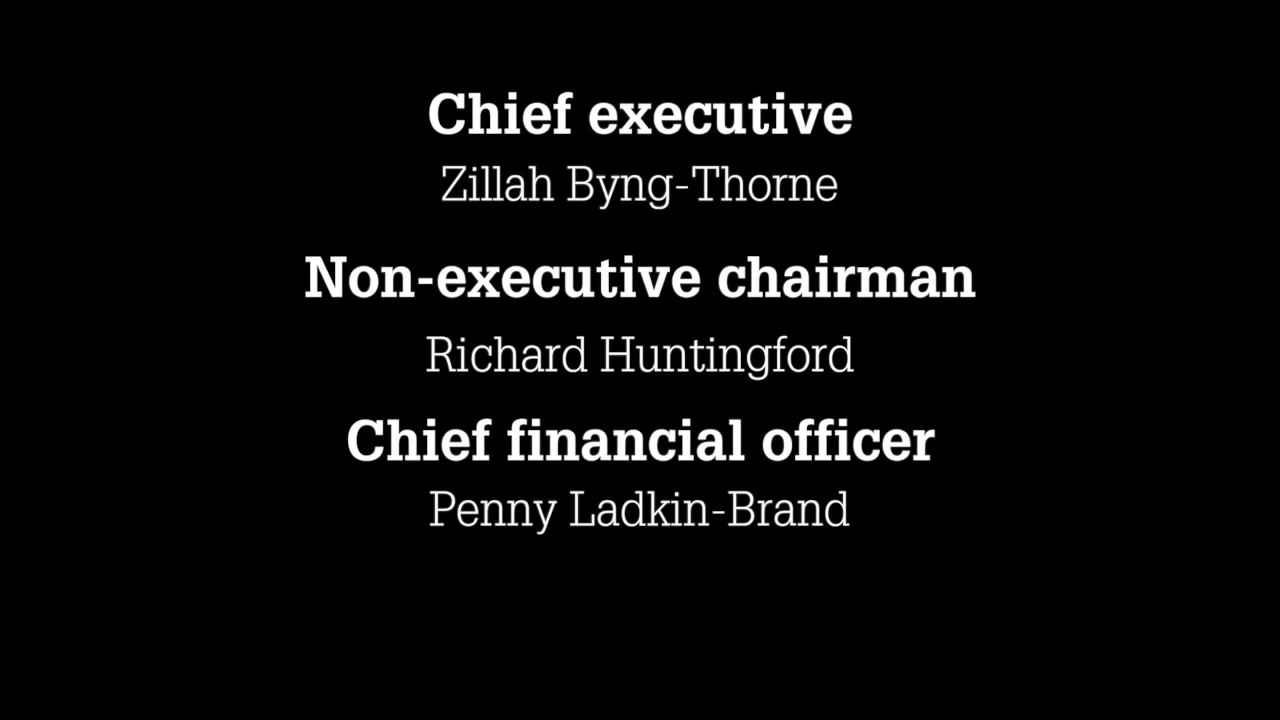 Chief executive
Zillah Byng-Thorne
Non-executive chairman
Richard Huntingford
Chief financial officer
Penny Ladkin-Brand